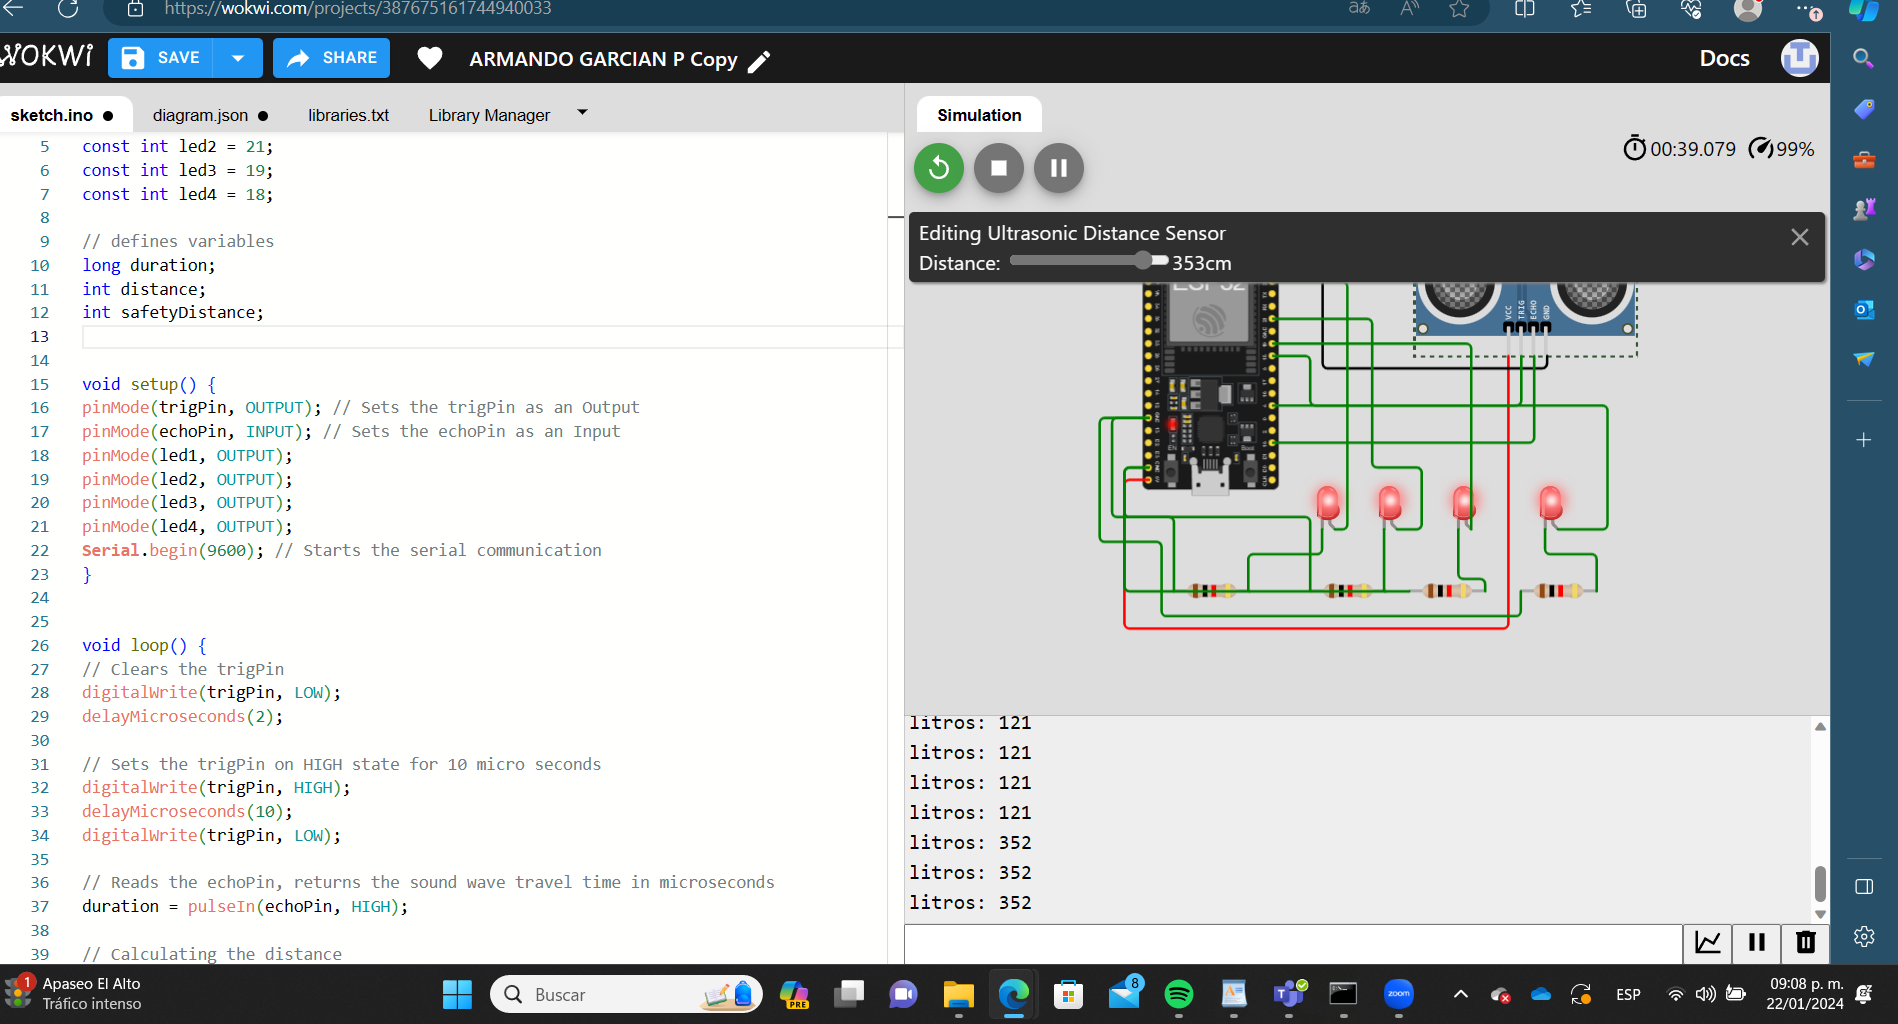 https://wokwi.com/projects/387675161744940033
WOKWi SAVE SHARE ARMANDO GARCIAN P Copy Docs
sketch.ino ● diagram.json ● libraries.txt Library Manager
Simulation
00:39.079 99%
Editing Ultrasonic Distance Sensor
Distance: 353cm
5 const int led2 = 21;
6 const int led3 = 19;
7 const int led4 = 18;
8
9 // defines variables
10 long duration;
11 int distance;
12 int safetyDistance;
13
14
15 void setup() {
16 pinMode(trigPin, OUTPUT); // Sets the trigPin as an Output
17 pinMode(echoPin, INPUT); // Sets the echoPin as an Input
18 pinMode(led1, OUTPUT);
19 pinMode(led2, OUTPUT);
20 pinMode(led3, OUTPUT);
21 pinMode(led4, OUTPUT);
22 Serial.begin(9600); // Starts the serial communication
23 }
24
25
26 void loop() {
27 // Clears the trigPin
28 digitalWrite(trigPin, LOW);
29 delayMicroseconds(2);
30
31 // Sets the trigPin on HIGH state for 10 micro seconds
32 digitalWrite(trigPin, HIGH);
33 delayMicroseconds(10);
34 digitalWrite(trigPin, LOW);
35
36 // Reads the echoPin, returns the sound wave travel time in microseconds
37 duration = pulseIn(echoPin, HIGH);
38
39 // Calculating the distance
ESP32
VCC
TRIG
ECHO
GND
EN
Boot
litros: 121
litros: 121
litros: 121
litros: 121
litros: 352
litros: 352
litros: 352
1
Apaseo El Alto
Tráfico intenso
Buscar
PRE
8
zoom
ESP
09:08 p. m.
22/01/2024